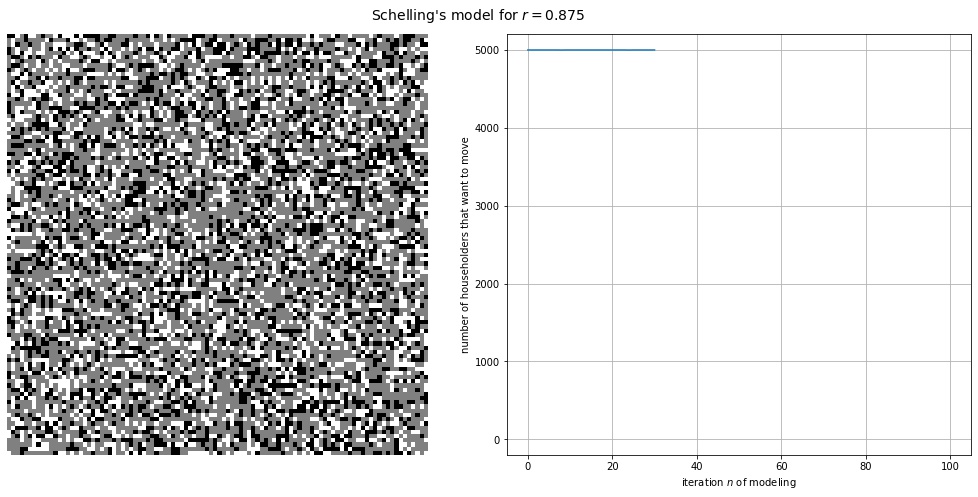 Schelling's model for r = 0.875
number of householders that want to move
5000
4000
3000
2000
1000
0
0 20 40 60 80 100
iteration n of modeling